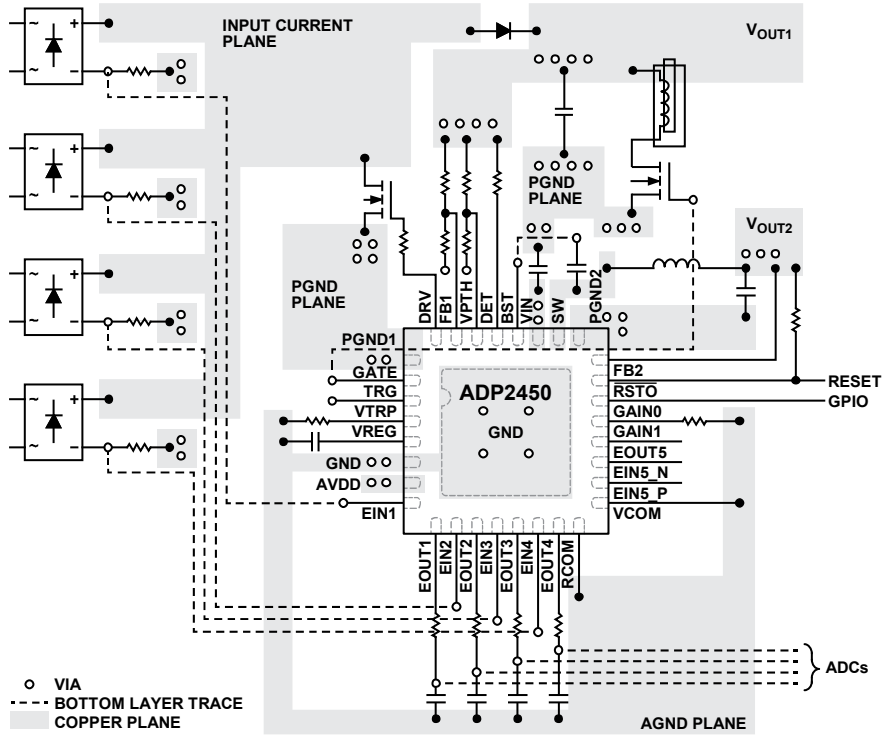 INPUT CURRENT
PLANE
VOUT1
+
~
~
−
+
~
~
−
+
~
~
−
+
~
~
−
PGND
PLANE
VOUT2
PGND
PLANE
DRV
FB1
VPTH
DET
BST
VIN
SW
PGND2
PGND1
GATE
TRG
VTRP
VREG
GND
AVDD
EIN1
ADP2450
GND
FB2
RSTO
GAIN0
GAIN1
EOUT5
EIN5_N
EIN5_P
VCOM
RESET
GPIO
EOUT1
EIN2
EOUT2
EIN3
EOUT3
EIN4
EOUT4
RCOM
ADCs
VIA
BOTTOM LAYER TRACE
COPPER PLANE
AGND PLANE